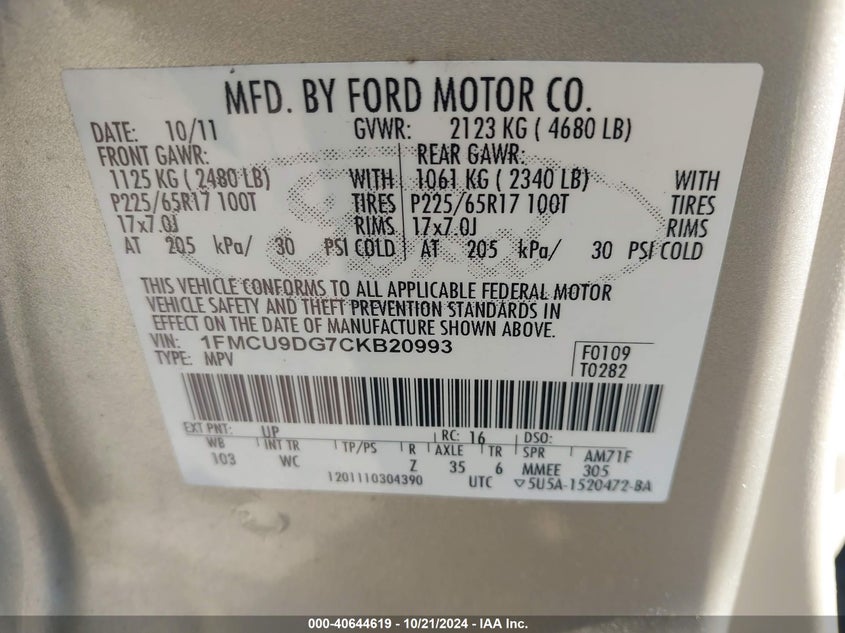 MFD. BY FORD MOTOR CO.
DATE: 10/11 GVWR: 2123 KG ( 4680 LB)
FRONT GAWR: REAR GAWR:
1125 KG ( 2480 LB) WITH 1061 KG ( 2340 LB) WITH
P225/65R17 100T TIRES P225/65R17 100T TIRES
17x7.0J RIMS 17x7.0J RIMS
AT 205 kPa/ 30 PSI COLD AT 205 kPa/ 30 PSI COLD
THIS VEHICLE CONFORMS TO ALL APPLICABLE FEDERAL MOTOR
VEHICLE SAFETY AND THEFT PREVENTION STANDARDS IN
EFFECT ON THE DATE OF MANUFACTURE SHOWN ABOVE.
VIN: 1FMCU9DG7CKB20993 F0109
TYPE: MPV T0282
EXT PNT: UP RC: 16 DSO:
WB INT TR TP/PS R AXLE TR SPR AM71F
103 WC Z 35 6 MMEE 305
1201110304390 UTC ▽5U5A-1520472-BA
000-40644619 - 10/21/2024 - IAA Inc.